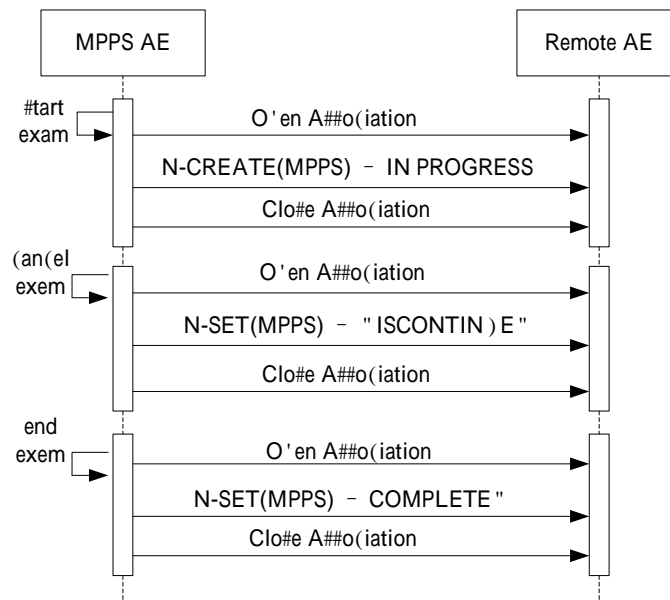 MPPS AE
Remote AE
#tart
exam
O'en A##o(iation
N-CREATE(MPPS) – IN PROGRESS
Clo#e A##o(iation
(an(el
exem
O'en A##o(iation
N-SET(MPPS) – "ISCONTIN)E"
Clo#e A##o(iation
end
exem
O'en A##o(iation
N-SET(MPPS) – COMPLETE"
Clo#e A##o(iation